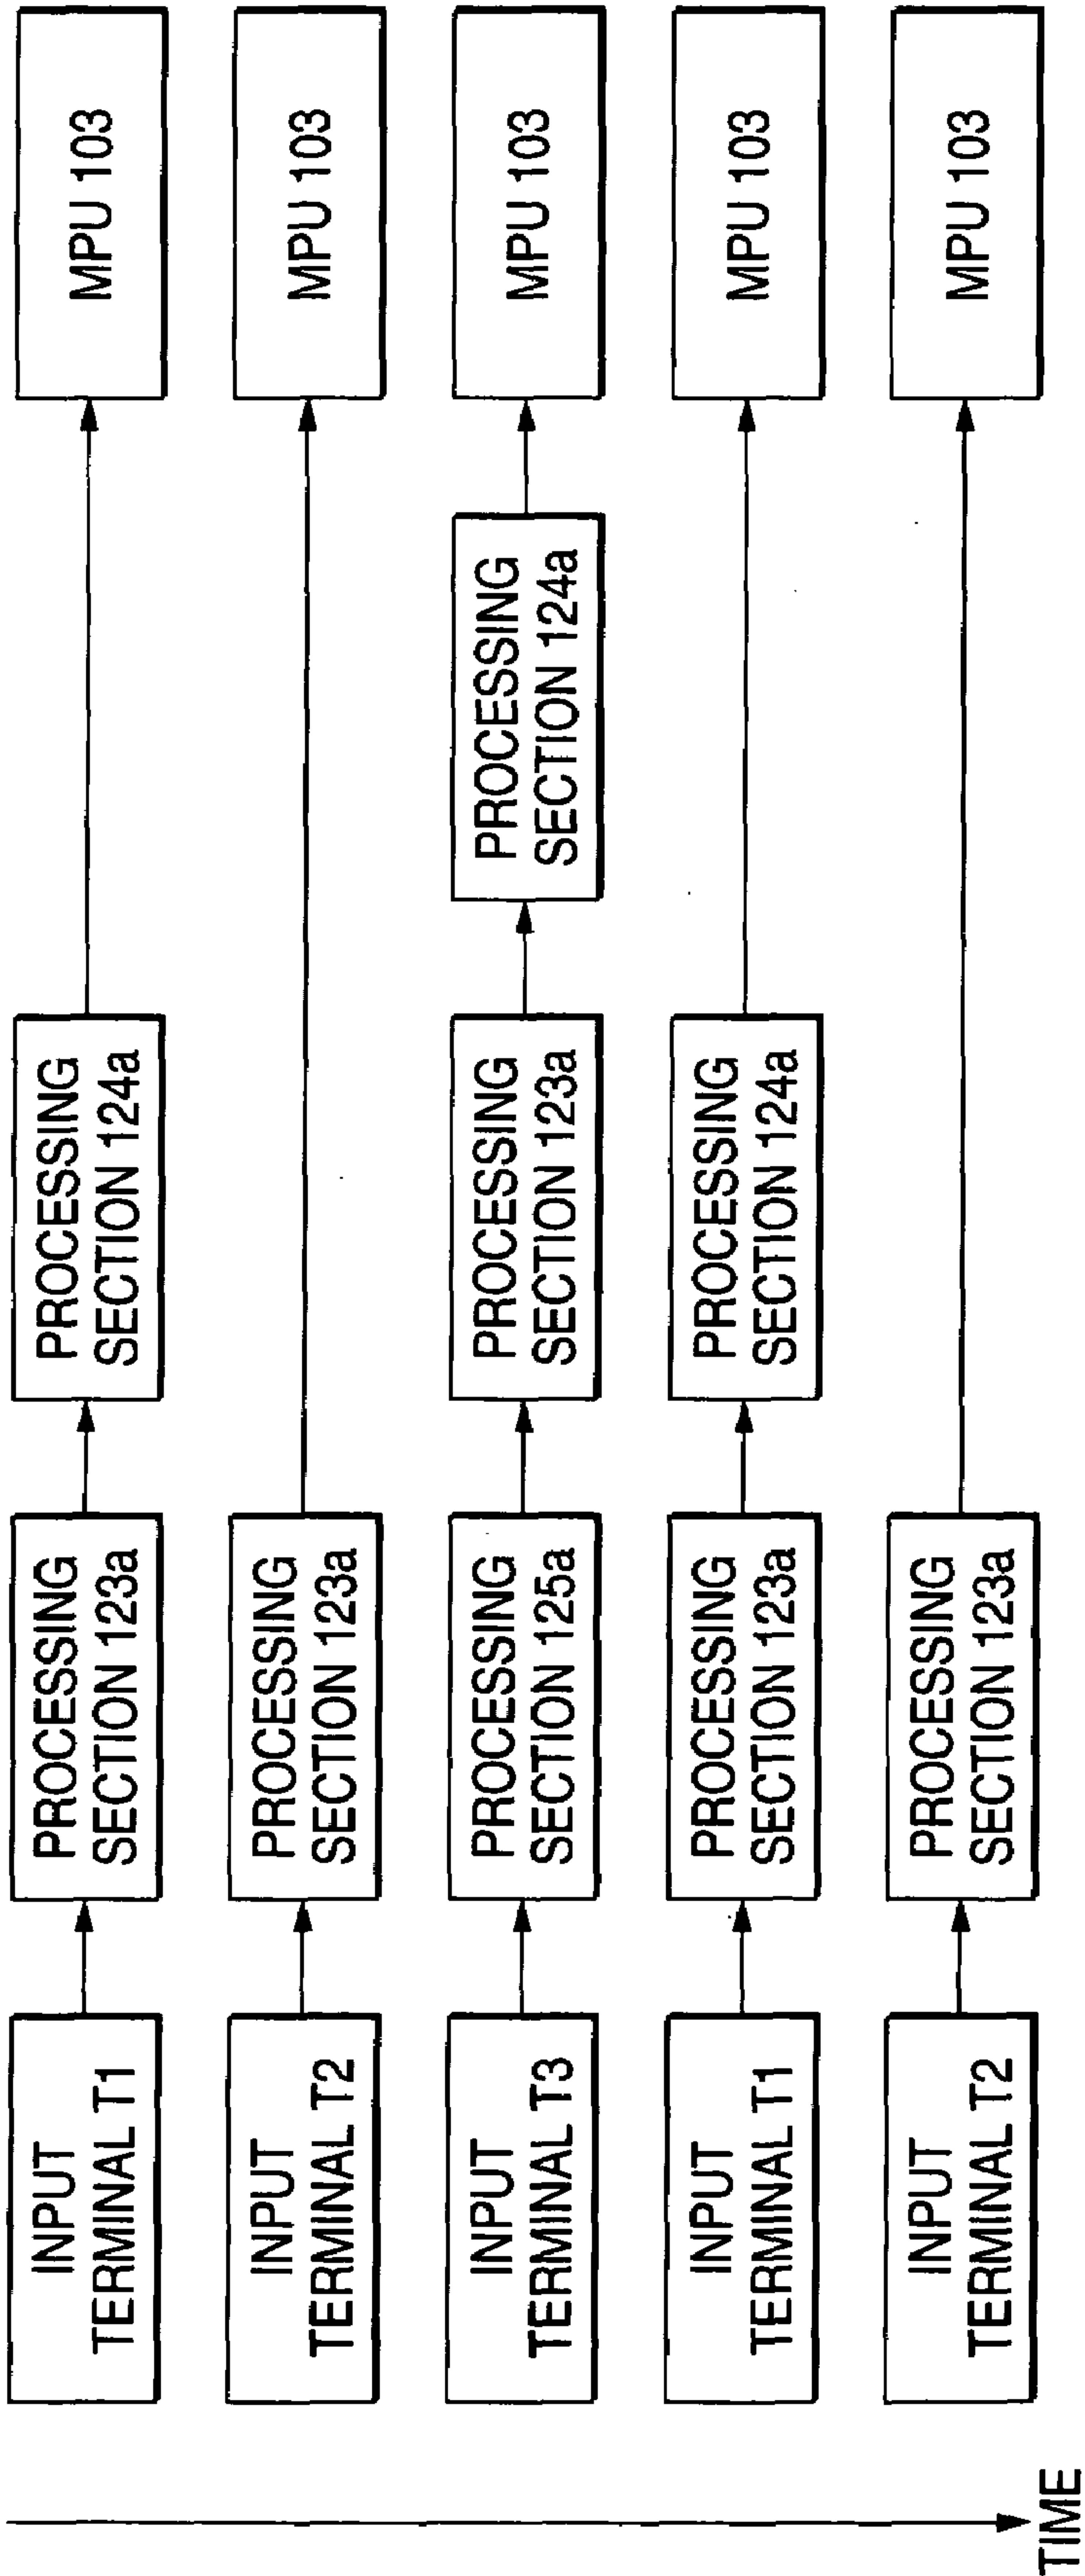 INPUT
TERMINAL T1
PROCESSING
SECTION 123a
PROCESSING
SECTION 124a
MPU 103
INPUT
TERMINAL T2
PROCESSING
SECTION 123a
MPU 103
INPUT
TERMINAL T3
PROCESSING
SECTION 125a
PROCESSING
SECTION 123a
PROCESSING
SECTION 124a
MPU 103
INPUT
TERMINAL T1
PROCESSING
SECTION 123a
PROCESSING
SECTION 124a
MPU 103
INPUT
TERMINAL T2
PROCESSING
SECTION 123a
MPU 103
TIME